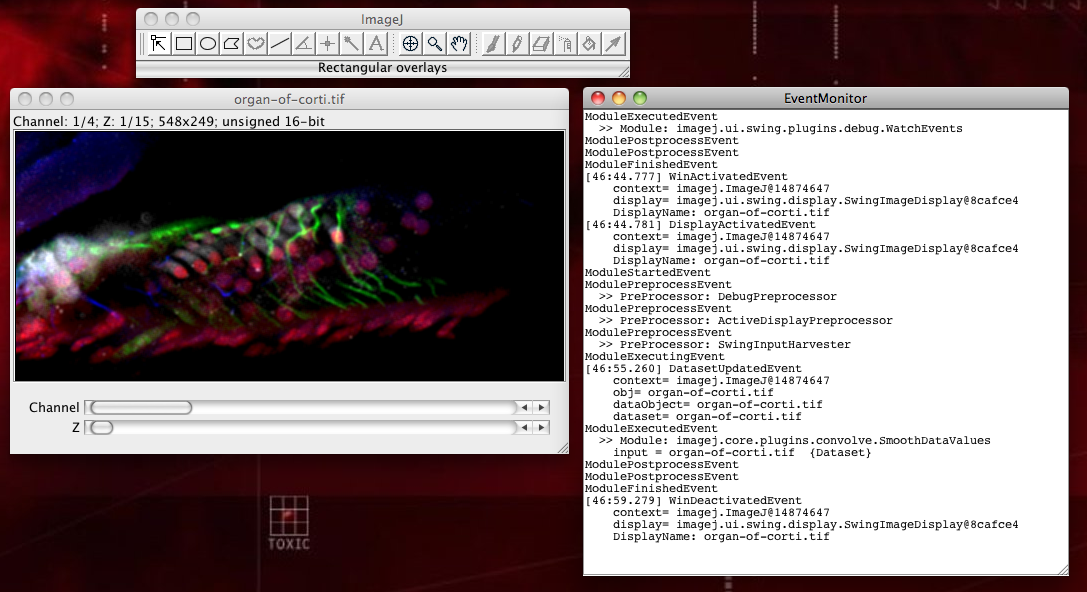 ImageJ
A
Rectangular overlays
organ-of-corti.tif
Channel: 1/4; Z: 1/15; 548x249; unsigned 16-bit
Channel
Z
TOXIC
EventMonitor
ModuleExecutedEvent
>> Module: imagej.ui.swing.plugins.debug.WatchEvents
ModulePostprocessEvent
ModulePostprocessEvent
ModuleFinishedEvent
[46:44.777] WinActivatedEvent
context= imagej.ImageJ@14874647
display= imagej.ui.swing.display.SwingImageDisplay@8cafce4
DisplayName: organ-of-corti.tif
[46:44.781] DisplayActivatedEvent
context= imagej.ImageJ@14874647
display= imagej.ui.swing.display.SwingImageDisplay@8cafce4
DisplayName: organ-of-corti.tif
ModuleStartedEvent
ModulePreprocessEvent
>> PreProcessor: DebugPreprocessor
ModulePreprocessEvent
>> PreProcessor: ActiveDisplayPreprocessor
ModulePreprocessEvent
>> PreProcessor: SwingInputHarvester
ModuleExecutingEvent
[46:55.260] DatasetUpdatedEvent
context= imagej.ImageJ@14874647
obj= organ-of-corti.tif
dataObject= organ-of-corti.tif
dataset= organ-of-corti.tif
ModuleExecutedEvent
>> Module: imagej.core.plugins.convolve.SmoothDataValues
input = organ-of-corti.tif  {Dataset}
ModulePostprocessEvent
ModulePostprocessEvent
ModuleFinishedEvent
[46:59.279] WinDeactivatedEvent
context= imagej.ImageJ@14874647
display= imagej.ui.swing.display.SwingImageDisplay@8cafce4
DisplayName: organ-of-corti.tif